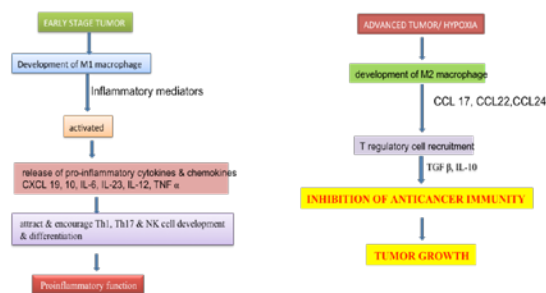 EARLY STAGE TUMOR
Development of M1 macrophage
Inflammatory mediators
activated
release of pro-inflammatory cytokines & chemokines
CXCL 19, 10, IL-6, IL-23, IL-12, TNF α
attract & encourage Th1, Th17 & NK cell development
& differentiation
Proinflammatory function
ADVANCED TUMOR/ HYPOXIA
development of M2 macrophage
CCL 17, CCL22,CCL24
T regulatory cell recruitment
TGF β, IL-10
INHIBITION OF ANTICANCER IMMUNITY
TUMOR GROWTH